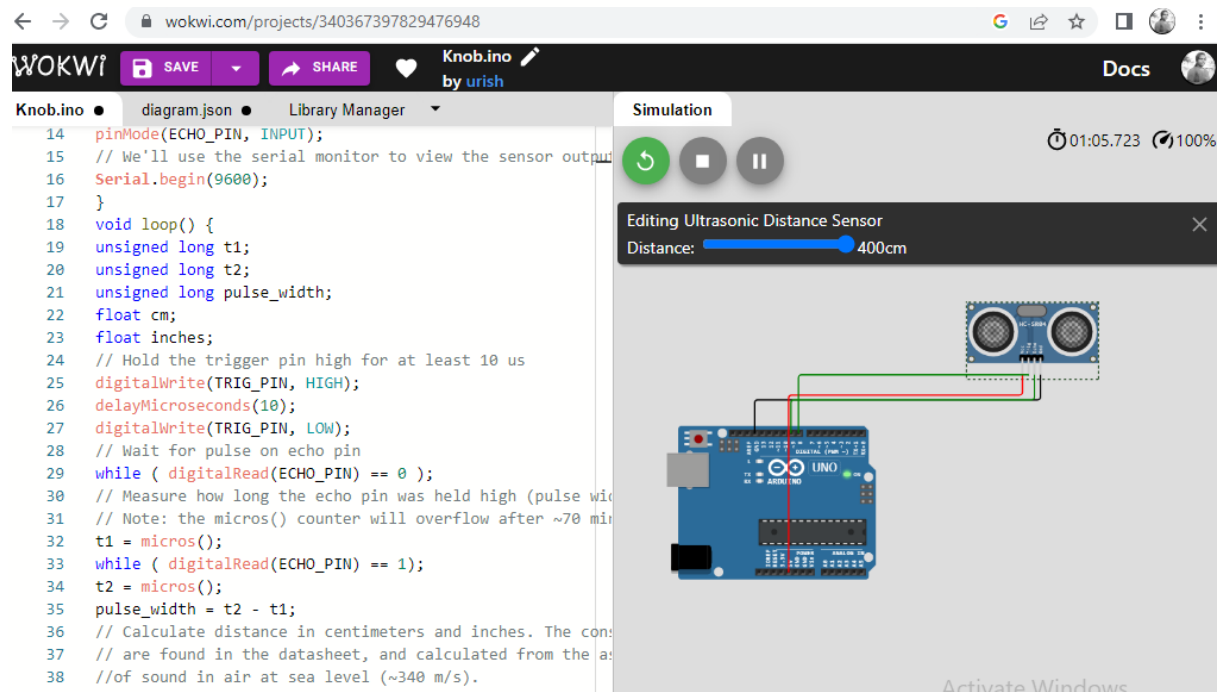 wokwi.com/projects/340367397829476948
WOKWi
SAVE
SHARE
Knob.ino
by urish
Docs
Knob.ino ●
diagram.json ●
Library Manager
Simulation
14 pinMode(ECHO_PIN, INPUT);
15 // We'll use the serial monitor to view the sensor output
16 Serial.begin(9600);
17 }
18 void loop() {
19 unsigned long t1;
20 unsigned long t2;
21 unsigned long pulse_width;
22 float cm;
23 float inches;
24 // Hold the trigger pin high for at least 10 us
25 digitalWrite(TRIG_PIN, HIGH);
26 delayMicroseconds(10);
27 digitalWrite(TRIG_PIN, LOW);
28 // Wait for pulse on echo pin
29 while ( digitalRead(ECHO_PIN) == 0 );
30 // Measure how long the echo pin was held high (pulse wid
31 // Note: the micros() counter will overflow after ~70 min
32 t1 = micros();
33 while ( digitalRead(ECHO_PIN) == 1);
34 t2 = micros();
35 pulse_width = t2 - t1;
36 // Calculate distance in centimeters and inches. The cons
37 // are found in the datasheet, and calculated from the as
38 //of sound in air at sea level (~340 m/s).
01:05.723
100%
Editing Ultrasonic Distance Sensor
Distance:
400cm
HC-SR04
DIGITAL (PWM ~)
UNO
ARDUINO
L
TX
RX
ON
POWER
ANALOG IN
Activate Windows